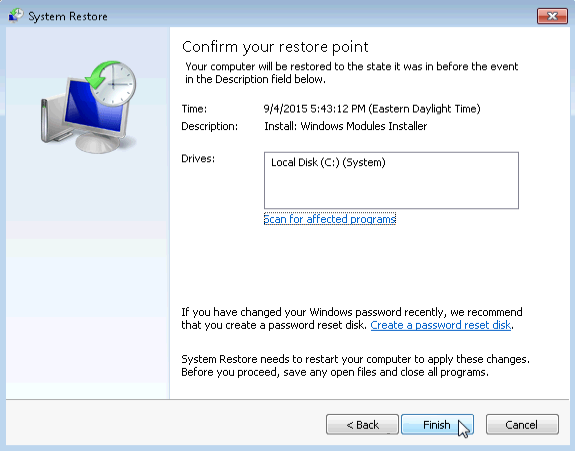 System Restore
Confirm your restore point
Your computer will be restored to the state it was in before the event
in the Description field below.
Time: 9/4/2015 5:43:12 PM (Eastern Daylight Time)
Description: Install: Windows Modules Installer
Drives:
Local Disk (C:) (System)
Scan for affected programs
If you have changed your Windows password recently, we recommend
that you create a password reset disk. Create a password reset disk.
System Restore needs to restart your computer to apply these changes.
Before you proceed, save any open files and close all programs.
< Back Finish Cancel